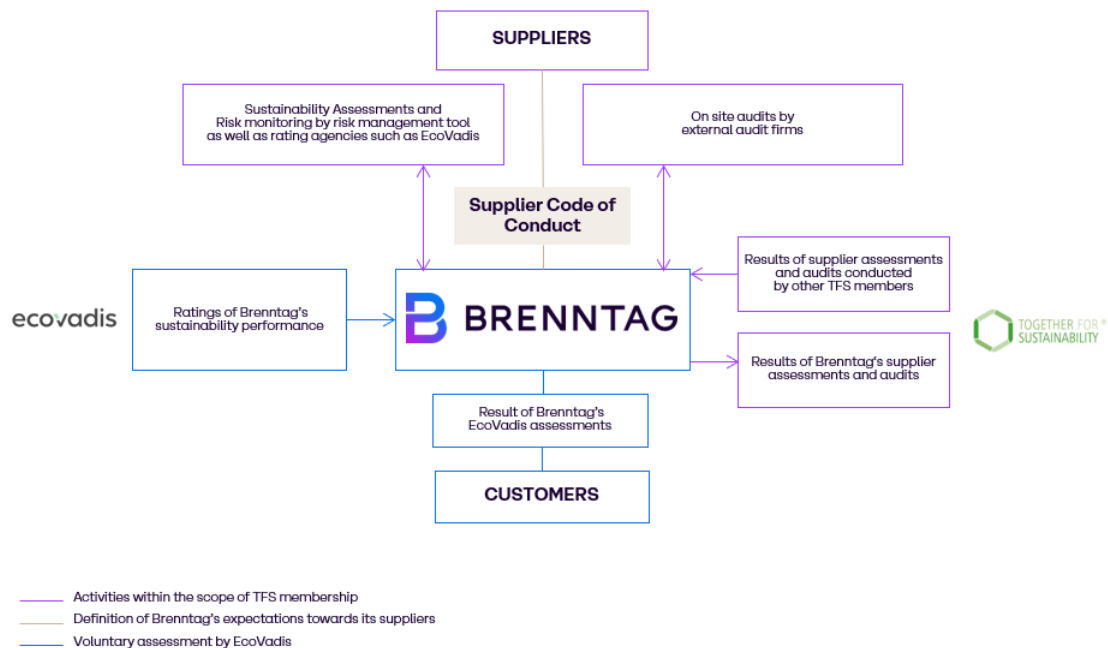 SUPPLIERS
Sustainability Assessments and
Risk monitoring by risk management tool
as well as rating agencies such as EcoVadis
On site audits by
external audit firms
Supplier Code of
Conduct
Results of supplier assessments
and audits conducted
by other TFS members
ecovadis
Ratings of Brenntag's
sustainability performance
BRENNTAG
TOGETHER FOR®
SUSTAINABILITY
Results of Brenntag's supplier
assessments and audits
Result of Brenntag's
EcoVadis assessments
CUSTOMERS
Activities within the scope of TFS membership
Definition of Brenntag's expectations towards its suppliers
Voluntary assessment by EcoVadis